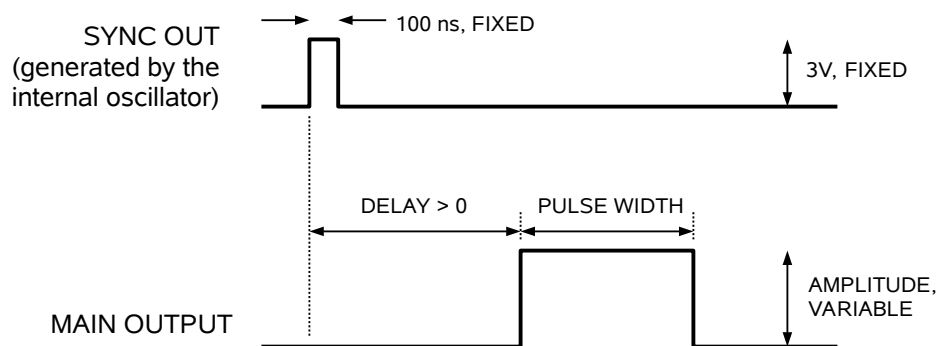 100 ns, FIXED
SYNC OUT
(generated by the
internal oscillator)
3V, FIXED
DELAY > 0
PULSE WIDTH
AMPLITUDE,
VARIABLE
MAIN OUTPUT